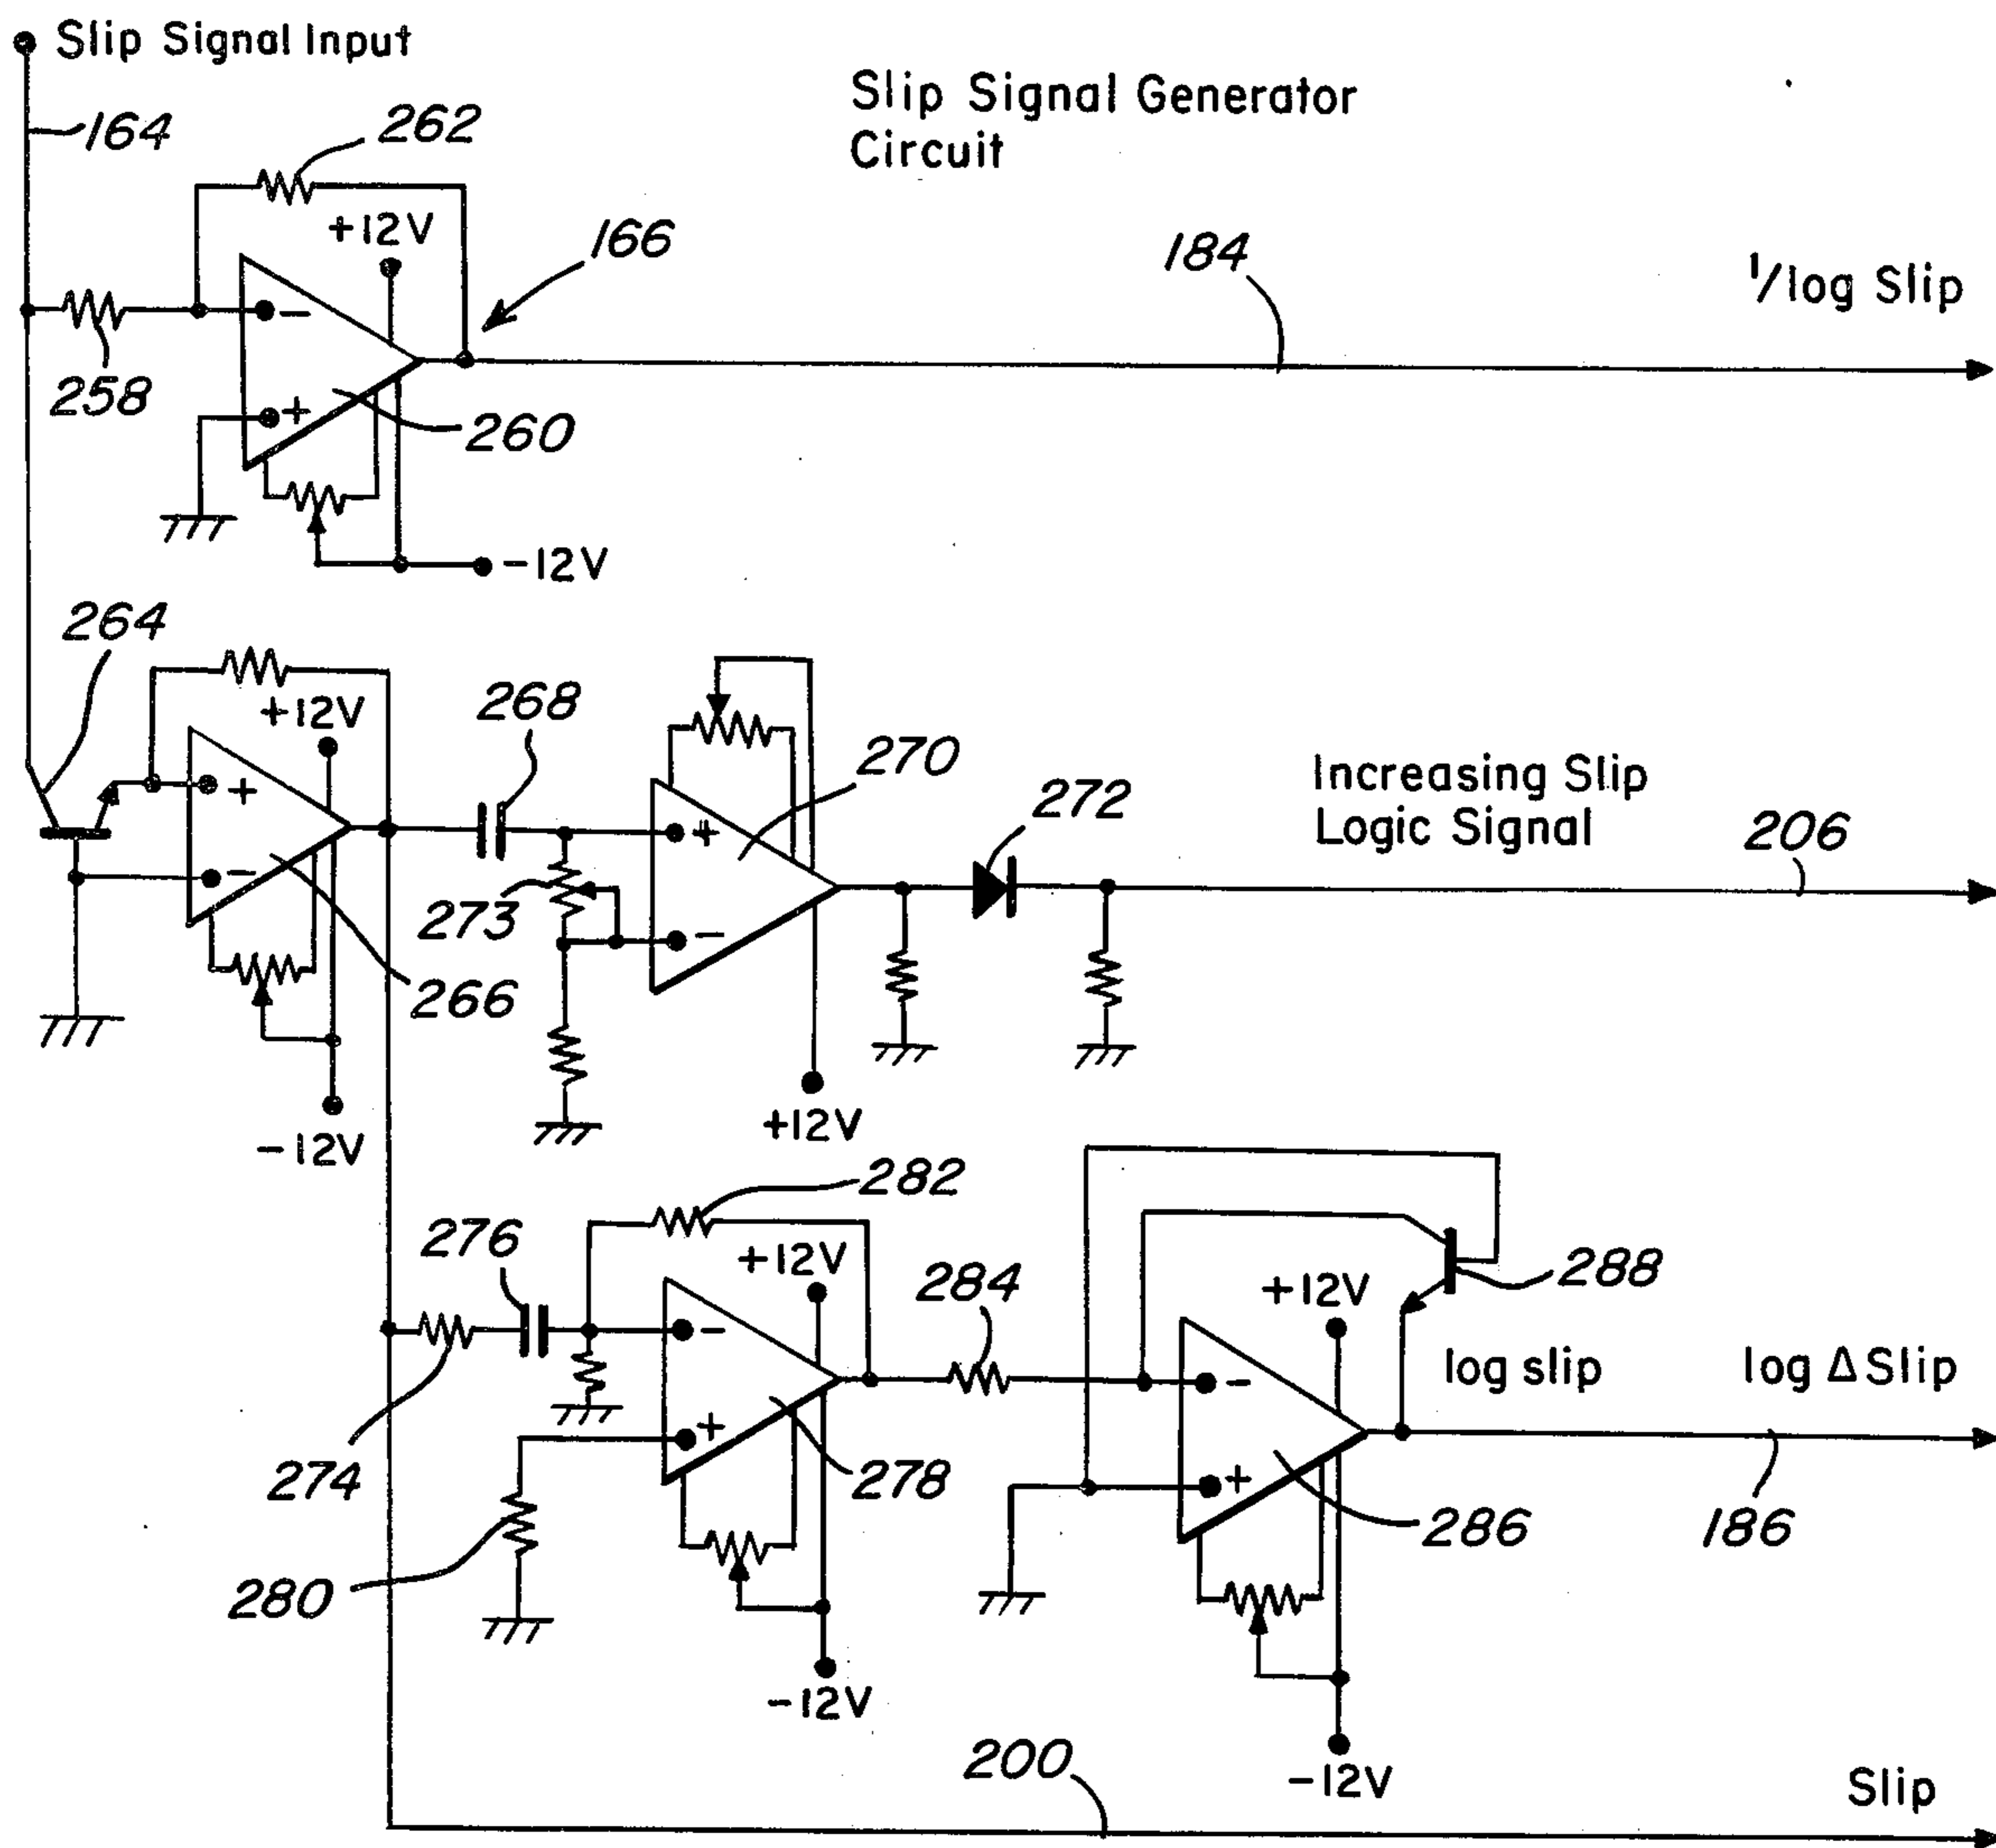 Slip Signal Input
Slip Signal Generator
Circuit
164
262
+12V
166
184
1/log Slip
258
−
+
260
−12V
264
+12V
268
270
Increasing Slip
Logic Signal
272
206
+
−
+
−
273
266
−12V
+12V
282
276
+12V
284
+12V
288
−
−
log slip
log Δ Slip
+
+
274
278
286
186
280
−12V
200
−12V
Slip